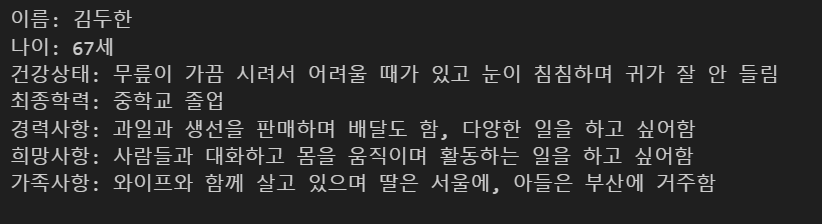 이름: 김두한
나이: 67세
건강상태: 무릎이 가끔 시려서 어려울 때가 있고 눈이 침침하며 귀가 잘 안 들림
최종학력: 중학교 졸업
경력사항: 과일과 생선을 판매하며 배달도 함, 다양한 일을 하고 싶어함
희망사항: 사람들과 대화하고 몸을 움직이며 활동하는 일을 하고 싶어함
가족사항: 와이프와 함께 살고 있으며 딸은 서울에, 아들은 부산에 거주함